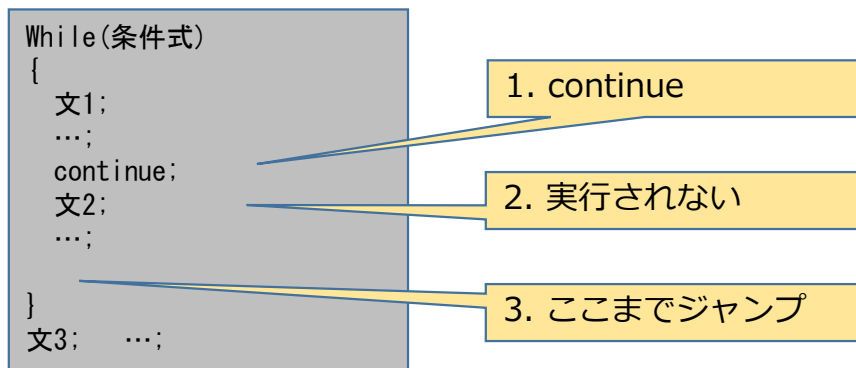 While(条件式)
{
文1;
…;
continue;
文2;
…;
}
文3; …;
1. continue
2. 実行されない
3. ここまでジャンプ